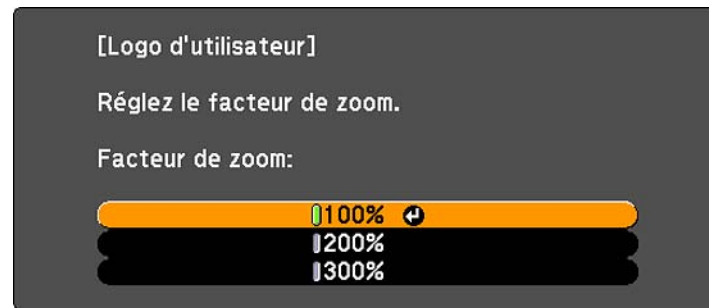 [Logo d'utilisateur]
Réglez le facteur de zoom.
Facteur de zoom:
100%
200%
300%